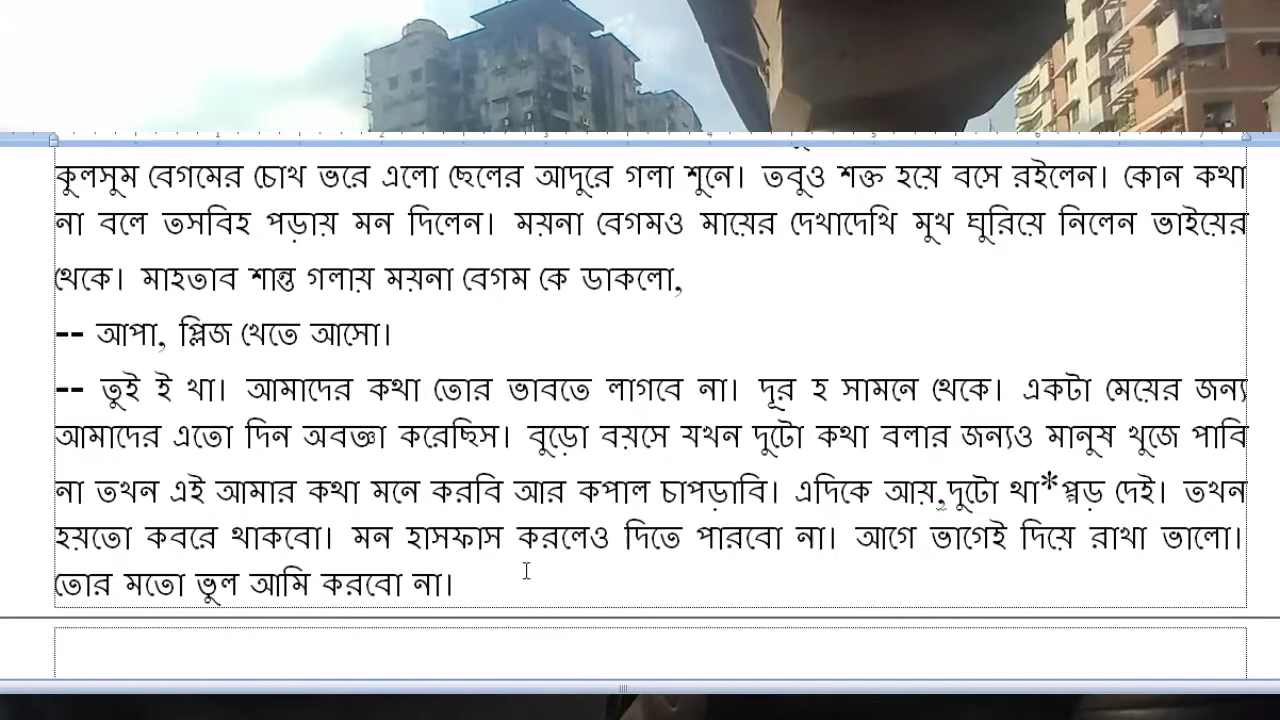 কুলসুম বেগমের চোখ ভরে এলো ছেলের আদুরে গলা শুনে। তবুও শক্ত হয়ে বসে রইলেন। কোন কথা
না বলে তসবিহ পড়ায় মন দিলেন। ময়না বেগমও মায়ের দেখাদেখি মুখ ঘুরিয়ে নিলেন ভাইয়ের
থেকে। মাহতাব শান্ত গলায় ময়না বেগম কে ডাকলো,
-- আপা, প্লিজ খেতে আসো।
-- তুই ই খা। আমাদের কথা তোর ভাবতে লাগবে না। দূর হ সামনে থেকে। একটা মেয়ের জন্য
আমাদের এতো দিন অবজ্ঞা করেছিস। বুড়ো বয়সে যখন দুটো কথা বলার জন্যও মানুষ খুজে পাবি
না তখন এই আমার কথা মনে করবি আর কপাল চাপড়াবি। এদিকে আয়,দুটো থা*প্পড় দেই। তখন
হয়তো কবরে থাকবো। মন হাসফাস করলেও দিতে পারবো না। আগে ভাগেই দিয়ে রাখা ভালো।
তোর মতো ভুল আমি করবো না।